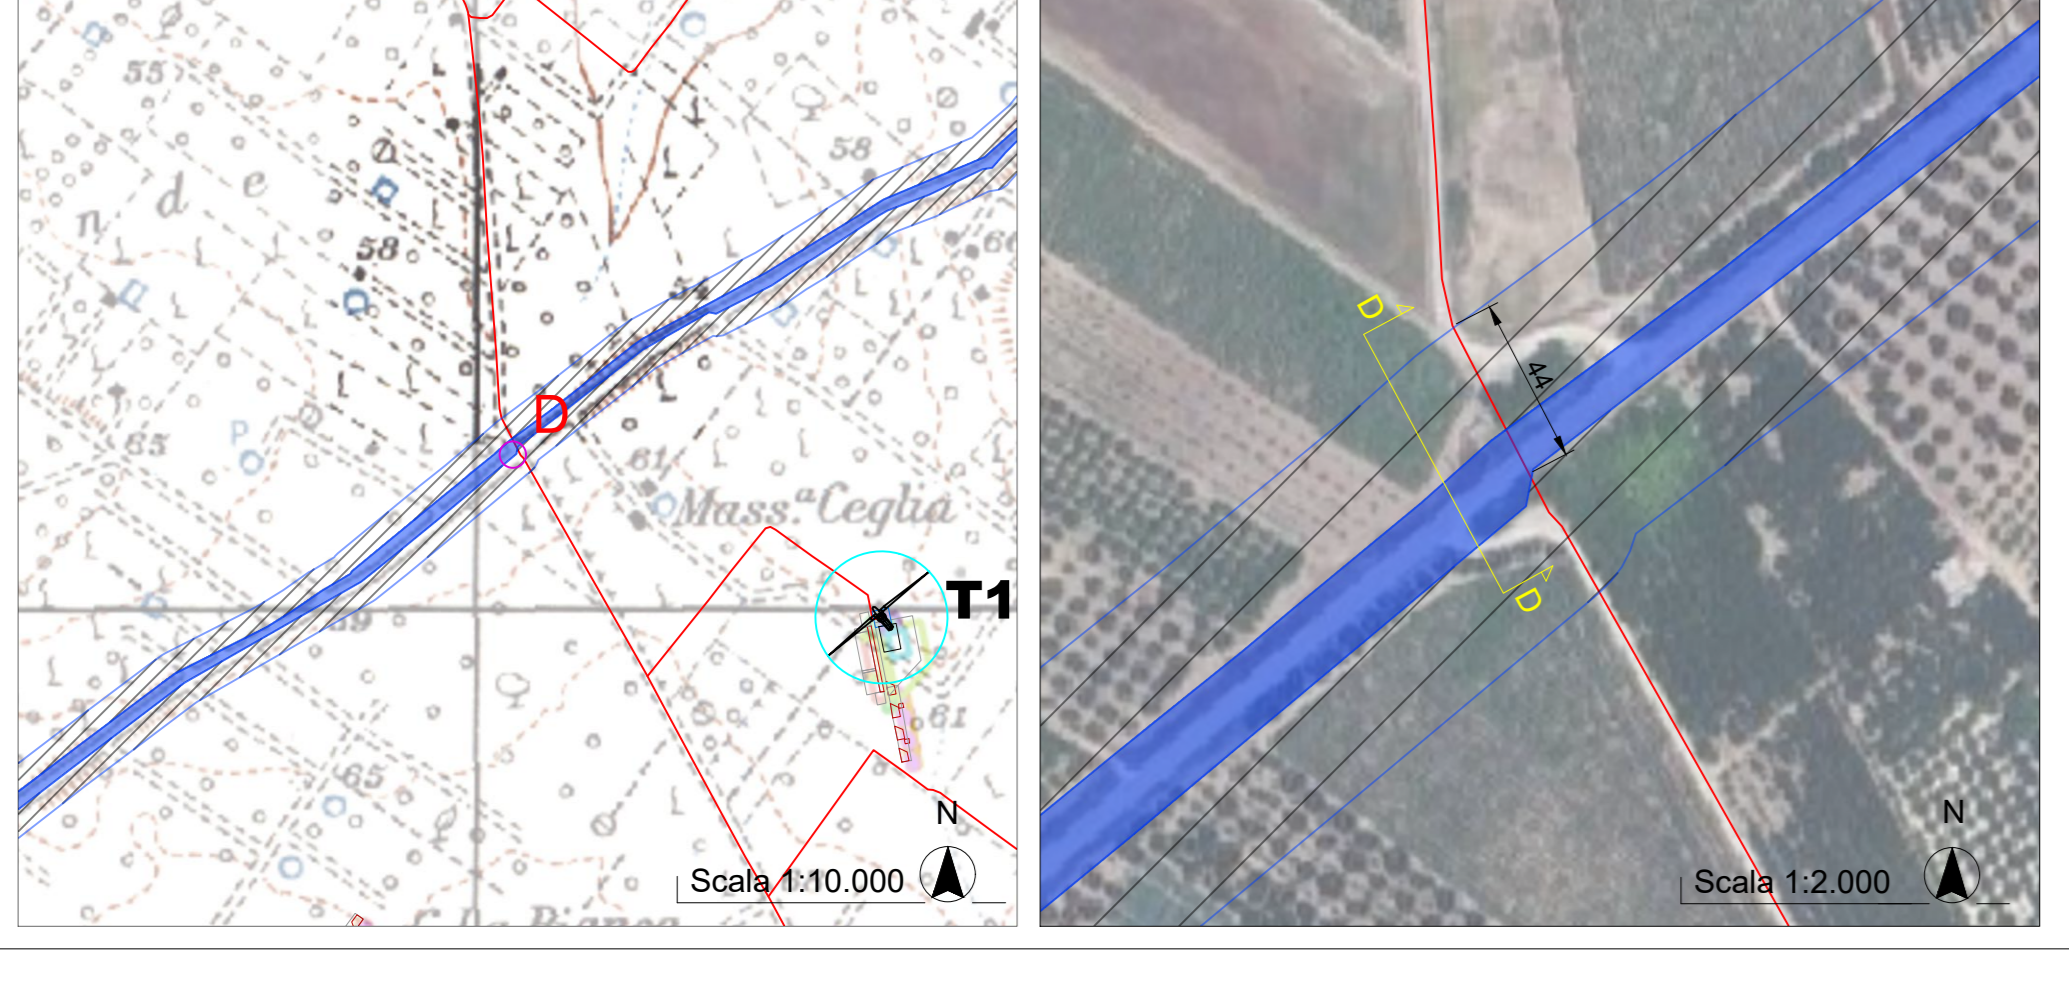 55
58
n d e
58
D
65
P
61
Mass.ª Ceglia
T1
61
65
N
Scala 1:10.000
D
44
D
N
Scala 1:2.000